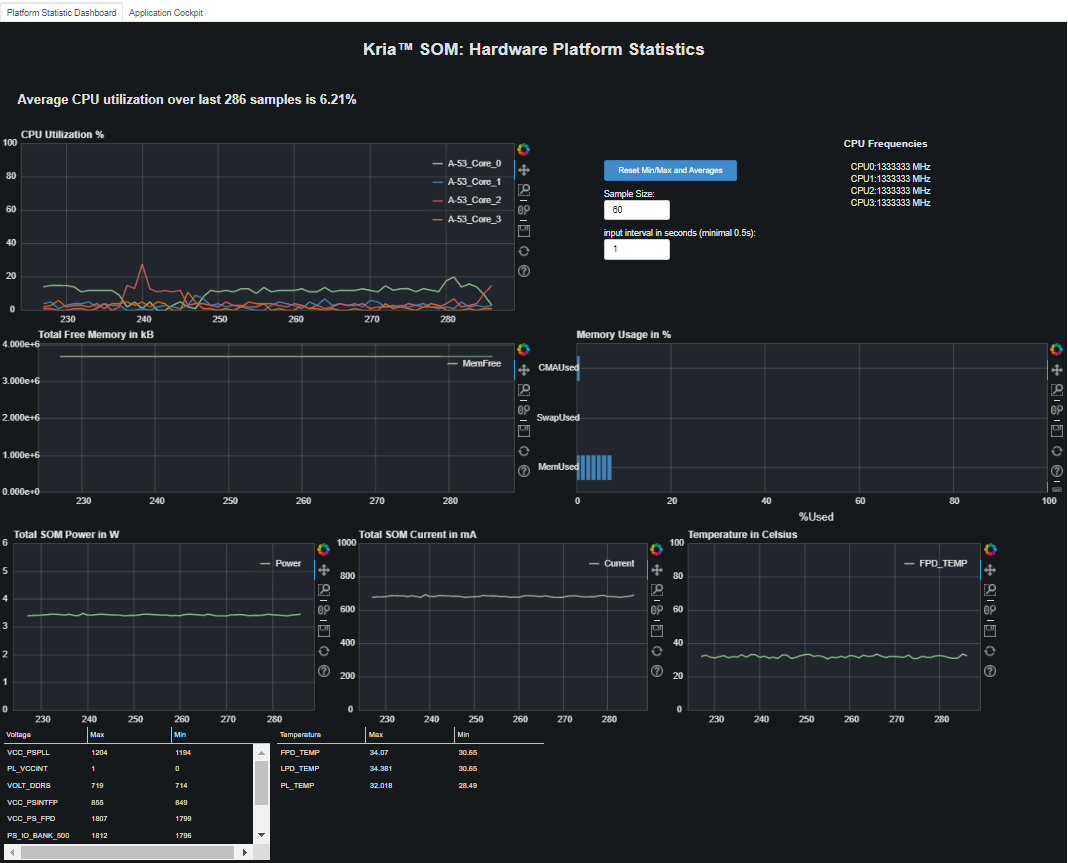 Platform Statistic Dashboard Application Cockpit
Kria™ SOM: Hardware Platform Statistics
Average CPU utilization over last 286 samples is 6.21%
CPU Utilization %
100
80
60
40
20
0
230 240 250 260 270 280
A-53_Core_0
A-53_Core_1
A-53_Core_2
A-53_Core_3
Reset Min/Max and Averages
Sample Size:
60
input interval in seconds (minimal 0.5s):
1
CPU Frequencies
CPU0:1333333 MHz
CPU1:1333333 MHz
CPU2:1333333 MHz
CPU3:1333333 MHz
Total Free Memory in kB
4.000e+6
3.000e+6
2.000e+6
1.000e+6
0.000e+0
230 240 250 260 270 280
MemFree
Memory Usage in %
CMAUsed
SwapUsed
MemUsed
0 20 40 60 80 100
%Used
Total SOM Power in W
6
5
4
3
2
1
0
230 240 250 260 270 280
Power
Total SOM Current in mA
1000
800
600
400
200
0
230 240 250 260 270 280
Current
Temperature in Celsius
100
80
60
40
20
0
230 240 250 260 270 280
FPD_TEMP
Voltage Max Min
VCC_PSPLL 1204 1194
PL_VCCINT 1 0
VOLT_DDRS 719 714
VCC_PSINTFP 855 849
VCC_PS_FPD 1807 1799
PS_IO_BANK_500 1812 1796
Temperature Max Min
FPD_TEMP 34.07 30.65
LPD_TEMP 34.381 30.65
PL_TEMP 32.018 28.49